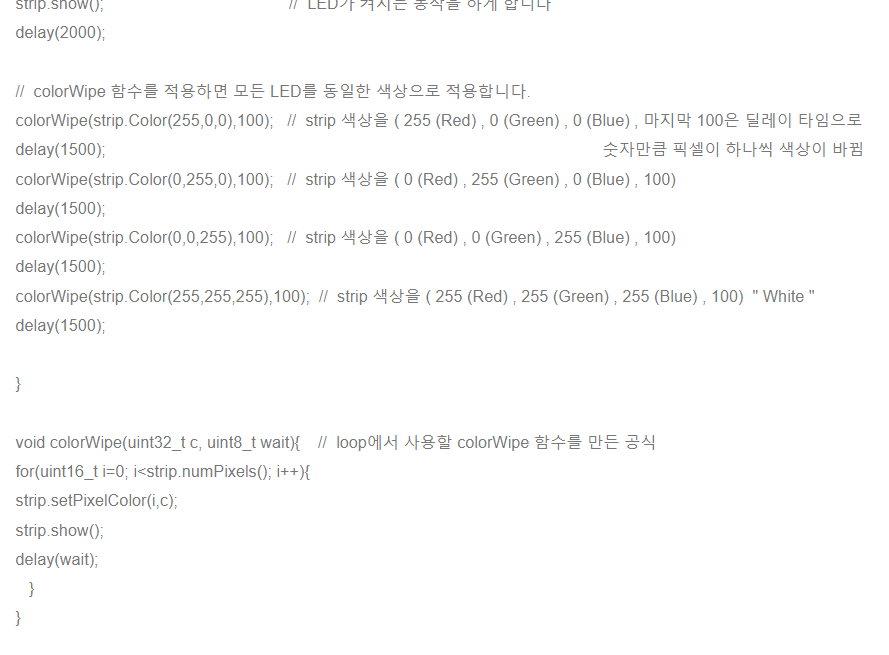 strip.show();                    //  LED가 켜지는 동작을 하게 합니다
delay(2000);
//  colorWipe 함수를 적용하면 모든 LED를 동일한 색상으로 적용합니다.
colorWipe(strip.Color(255,0,0),100);   //  strip 색상을 ( 255 (Red) , 0 (Green) , 0 (Blue) , 마지막 100은 딜레이 타임으로
delay(1500);                    숫자만큼 픽셀이 하나씩 색상이 바뀜
colorWipe(strip.Color(0,255,0),100);   //  strip 색상을 ( 0 (Red) , 255 (Green) , 0 (Blue) , 100)
delay(1500);
colorWipe(strip.Color(0,0,255),100);   //  strip 색상을 ( 0 (Red) , 0 (Green) , 255 (Blue) , 100)
delay(1500);
colorWipe(strip.Color(255,255,255),100);  //  strip 색상을 ( 255 (Red) , 255 (Green) , 255 (Blue) , 100)  " White "
delay(1500);
}
void colorWipe(uint32_t c, uint8_t wait){    //  loop에서 사용할 colorWipe 함수를 만든 공식
for(uint16_t i=0; i<strip.numPixels(); i++){
strip.setPixelColor(i,c);
strip.show();
delay(wait);
}
}